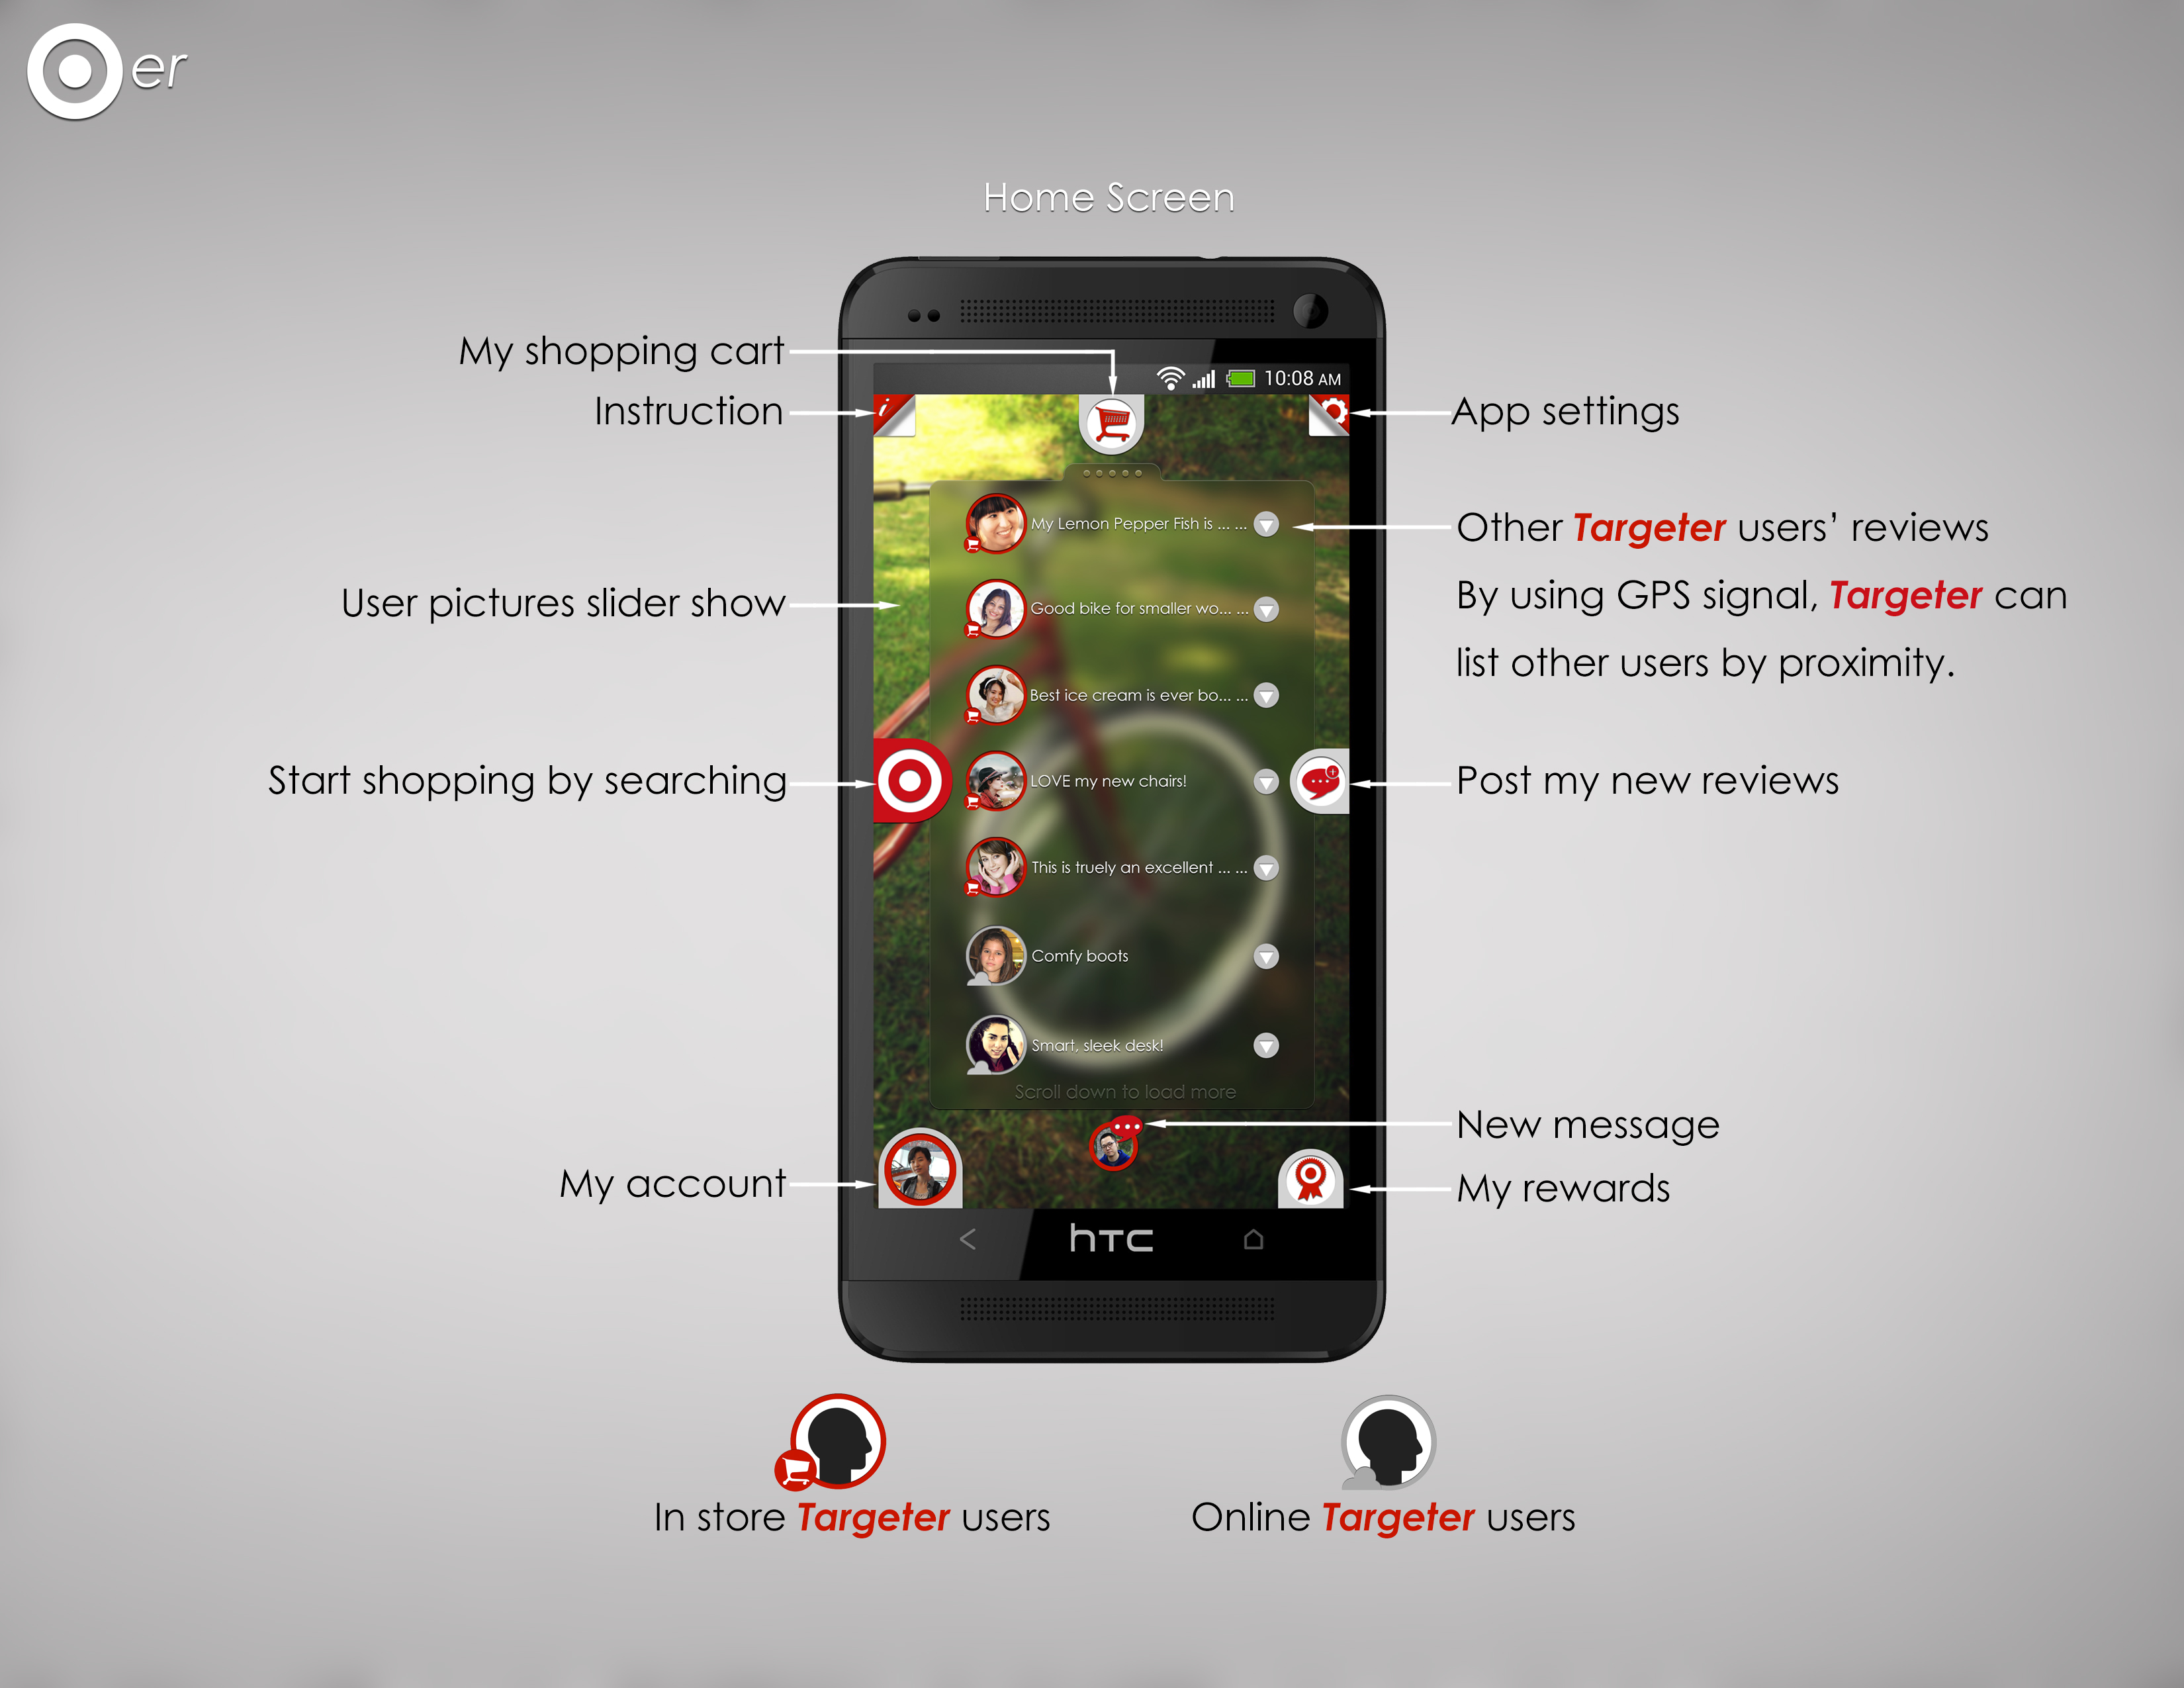 er
Home Screen
My shopping cart
10:08 AM
Instruction
i
App settings
My Lemon Pepper Fish is ... ...
Other Targeter users' reviews
By using GPS signal, Targeter can
list other users by proximity.
User pictures slider show
Good bike for smaller wo... ...
Best ice cream is ever bo... ...
Start shopping by searching
LOVE my new chairs!
Post my new reviews
This is truely an excellent ... ...
Comfy boots
Smart, sleek desk!
Scroll down to load more
New message
My account
My rewards
hTC
In store Targeter users
Online Targeter users